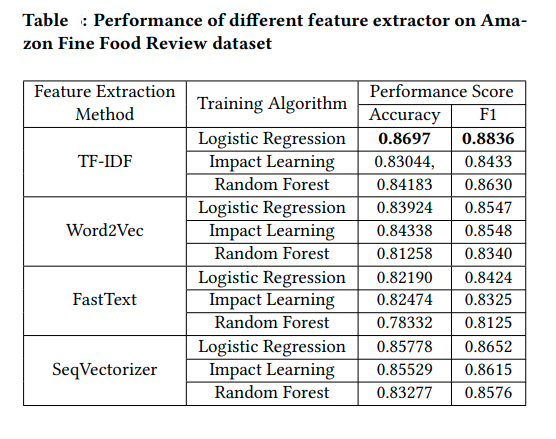 Table : Performance of different feature extractor on Ama-
zon Fine Food Review dataset
Feature Extraction Method Training Algorithm Performance Score
Accuracy F1
TF-IDF Logistic Regression 0.8697 0.8836
Impact Learning 0.83044, 0.8433
Random Forest 0.84183 0.8630
Word2Vec Logistic Regression 0.83924 0.8547
Impact Learning 0.84338 0.8548
Random Forest 0.81258 0.8340
FastText Logistic Regression 0.82190 0.8424
Impact Learning 0.82474 0.8325
Random Forest 0.78332 0.8125
SeqVectorizer Logistic Regression 0.85778 0.8652
Impact Learning 0.85529 0.8615
Random Forest 0.83277 0.8576